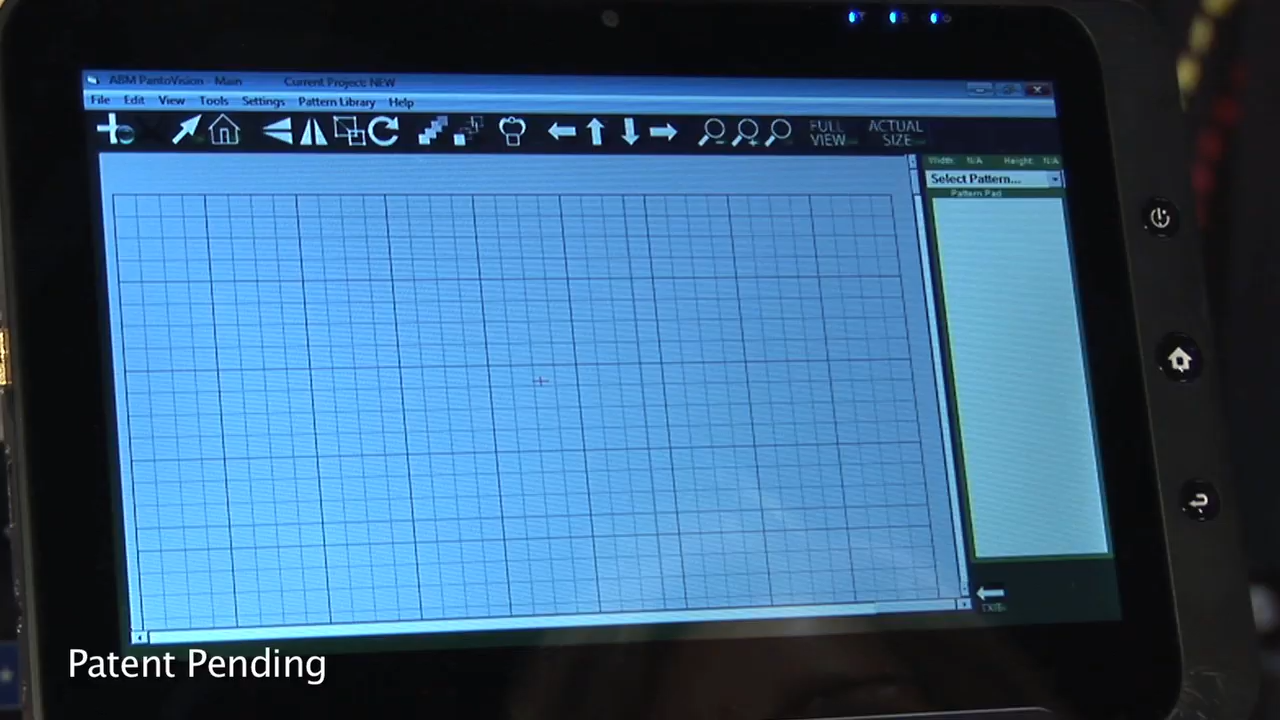 ABM PantoVision - Main Current Project: NEW
File Edit View Tools Settings Pattern Library Help
FULL VIEW ACTUAL SIZE
Width: N/A Height: N/A
Select Pattern...
Pattern Pad
EXIT
Patent Pending